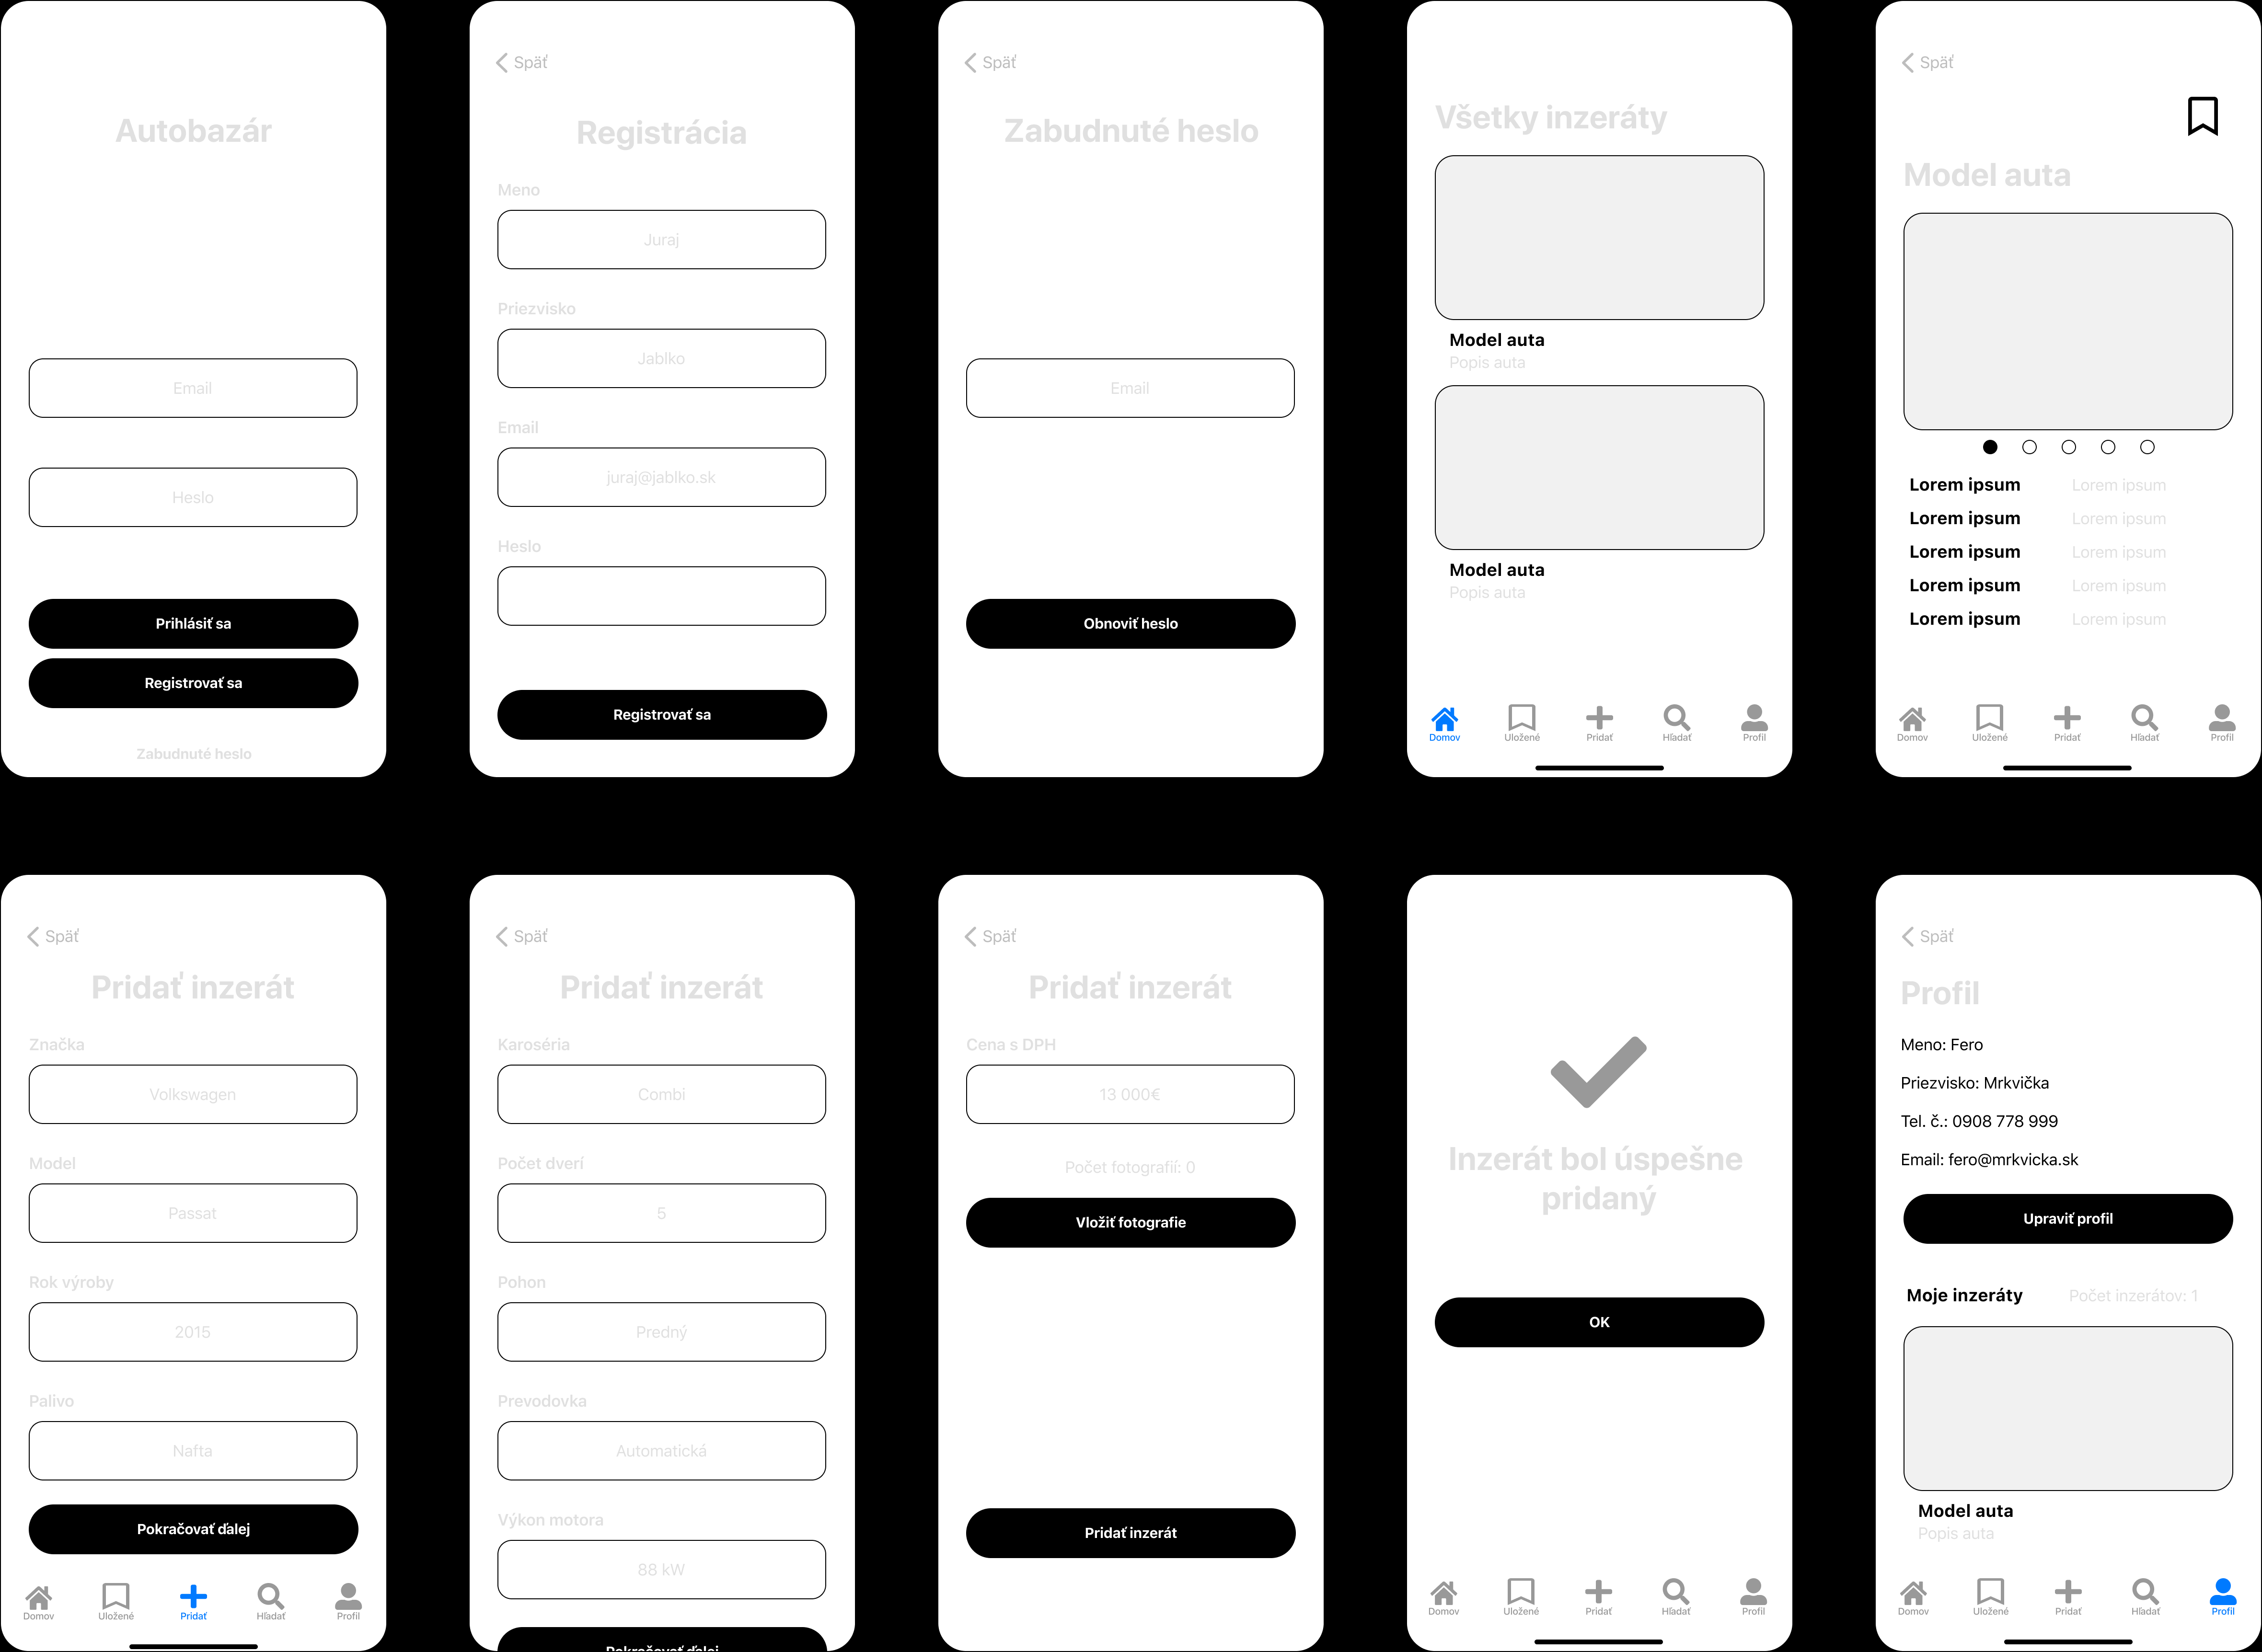 Autobazár
Email
Heslo
Prihlásiť sa
Registrovať sa
Zabudnuté heslo
Späť
Registrácia
Meno
Juraj
Priezvisko
Jablko
Email
juraj@jablko.sk
Heslo
Registrovať sa
Späť
Zabudnuté heslo
Email
Obnoviť heslo
Všetky inzeráty
Model auta
Popis auta
Model auta
Popis auta
Domov Uložené Pridať Hľadať Profil
Späť
Model auta
Lorem ipsum Lorem ipsum
Lorem ipsum Lorem ipsum
Lorem ipsum Lorem ipsum
Lorem ipsum Lorem ipsum
Lorem ipsum Lorem ipsum
Domov Uložené Pridať Hľadať Profil
Späť
Pridať inzerát
Značka
Volkswagen
Model
Passat
Rok výroby
2015
Palivo
Nafta
Pokračovať ďalej
Domov Uložené Pridať Hľadať Profil
Späť
Pridať inzerát
Karoséria
Combi
Počet dverí
5
Pohon
Predný
Prevodovka
Automatická
Výkon motora
88 kW
Pokračovať ďalej
Späť
Pridať inzerát
Cena s DPH
13 000€
Počet fotografií: 0
Vložiť fotografie
Pridať inzerát
Inzerát bol úspešne
pridaný
OK
Domov Uložené Pridať Hľadať Profil
Späť
Profil
Meno: Fero
Priezvisko: Mrkvička
Tel. č.: 0908 778 999
Email: fero@mrkvicka.sk
Upraviť profil
Moje inzeráty Počet inzerátov: 1
Model auta
Popis auta
Domov Uložené Pridať Hľadať Profil